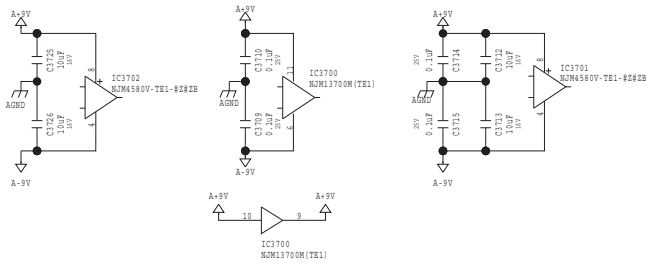 A+9V
C3725
10uF
16V
8
+
IC3702
NJM4580V-TE1-#Z#ZB
AGND
C3726
10uF
16V
4
A-9V
A+9V
C3710
0.1uF
25V
11
IC3700
NJM13700M(TE1)
AGND
C3709
0.1uF
25V
6
A-9V
A+9V
25V
0.1uF
C3714
C3712
10uF
16V
8
+
IC3701
NJM4580V-TE1-#Z#ZB
AGND
25V
0.1uF
C3715
C3713
10uF
16V
4
A-9V
A+9V
10
9
A+9V
IC3700
NJM13700M(TE1)